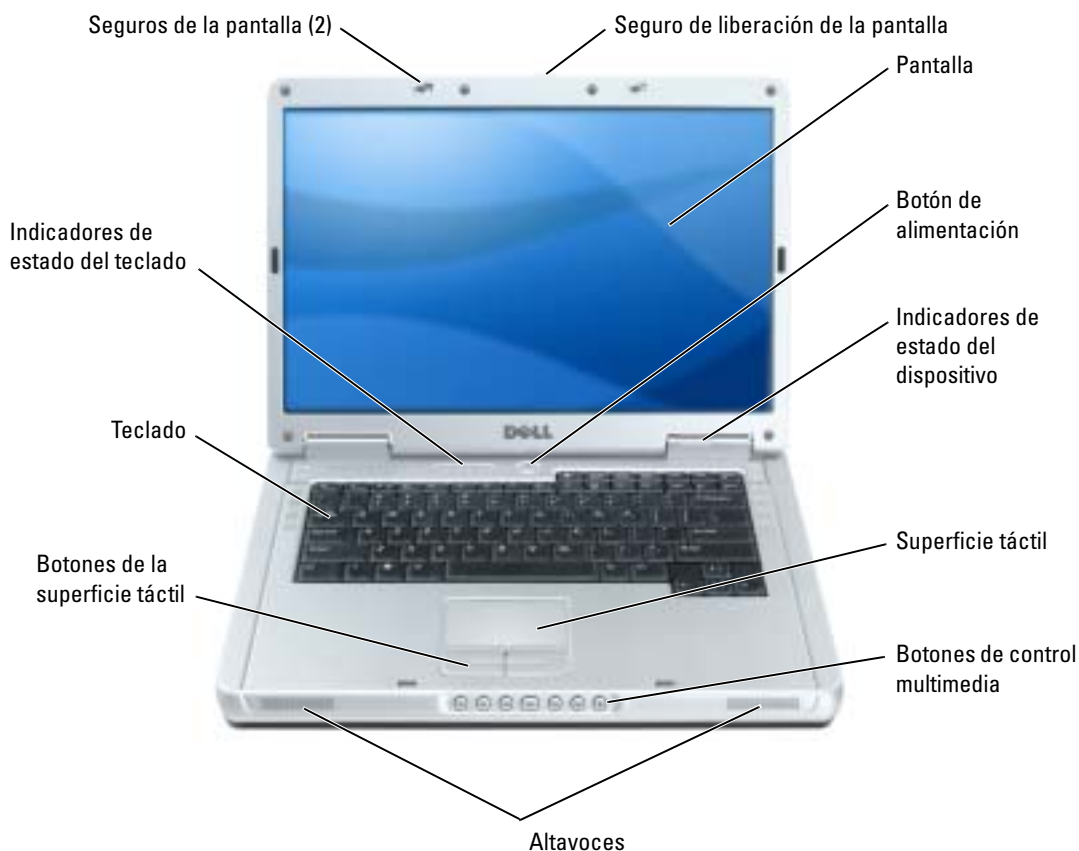 Seguros de la pantalla (2)
Seguro de liberación de la pantalla
Pantalla
Botón de
alimentación
Indicadores de
estado del teclado
Indicadores de
estado del
dispositivo
DELL
Teclado
Superficie táctil
Botones de la
superficie táctil
Botones de control
multimedia
Altavoces